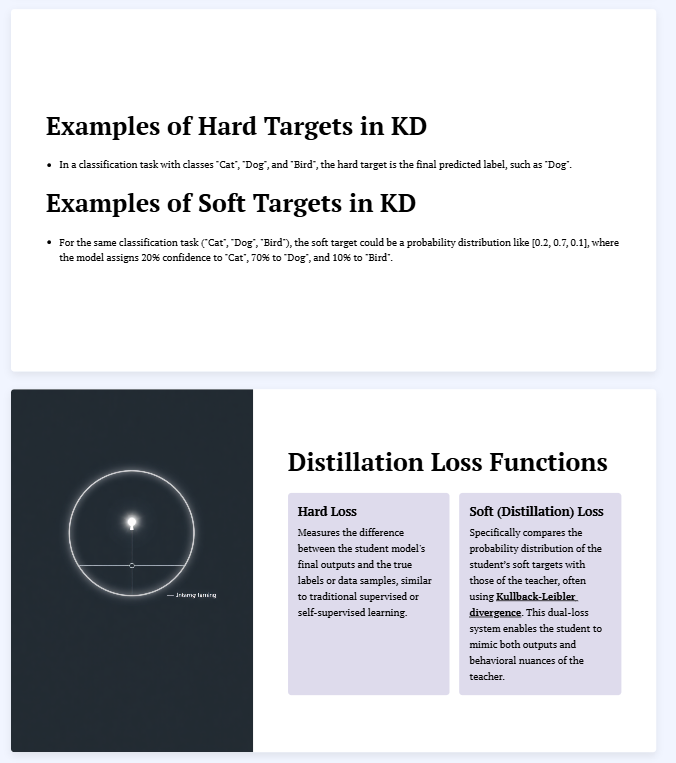 Examples of Hard Targets in KD
• In a classification task with classes "Cat", "Dog", and "Bird", the hard target is the final predicted label, such as "Dog".
Examples of Soft Targets in KD
• For the same classification task ("Cat", "Dog", "Bird"), the soft target could be a probability distribution like [0.2, 0.7, 0.1], where
the model assigns 20% confidence to "Cat", 70% to "Dog", and 10% to "Bird".
Distillation Loss Functions
Hard Loss
Measures the difference
between the student model's
final outputs and the true
labels or data samples, similar
to traditional supervised or
self-supervised learning.
Soft (Distillation) Loss
Specifically compares the
probability distribution of the
student's soft targets with
those of the teacher, often
using Kullback-Leibler
divergence. This dual-loss
system enables the student to
mimic both outputs and
behavioral nuances of the
teacher.